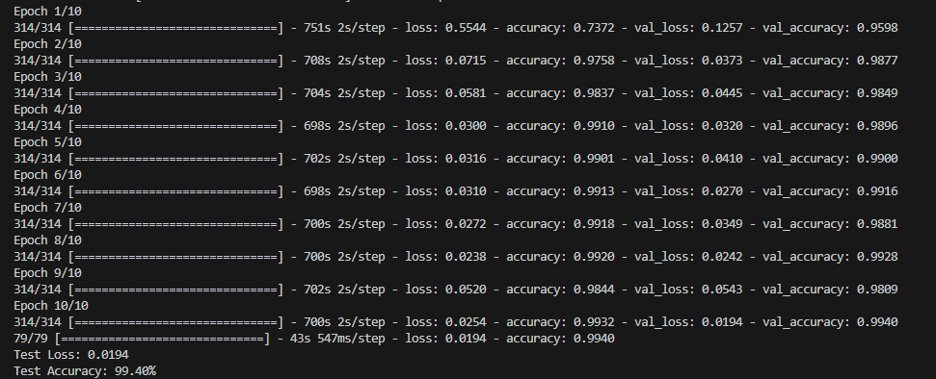 Epoch 1/10
314/314 [==============================] - 751s 2s/step - loss: 0.5544 - accuracy: 0.7372 - val_loss: 0.1257 - val_accuracy: 0.9598
Epoch 2/10
314/314 [==============================] - 708s 2s/step - loss: 0.0715 - accuracy: 0.9758 - val_loss: 0.0373 - val_accuracy: 0.9877
Epoch 3/10
314/314 [==============================] - 704s 2s/step - loss: 0.0581 - accuracy: 0.9837 - val_loss: 0.0445 - val_accuracy: 0.9849
Epoch 4/10
314/314 [==============================] - 698s 2s/step - loss: 0.0300 - accuracy: 0.9910 - val_loss: 0.0320 - val_accuracy: 0.9896
Epoch 5/10
314/314 [==============================] - 702s 2s/step - loss: 0.0316 - accuracy: 0.9901 - val_loss: 0.0410 - val_accuracy: 0.9900
Epoch 6/10
314/314 [==============================] - 698s 2s/step - loss: 0.0310 - accuracy: 0.9913 - val_loss: 0.0270 - val_accuracy: 0.9916
Epoch 7/10
314/314 [==============================] - 700s 2s/step - loss: 0.0272 - accuracy: 0.9918 - val_loss: 0.0349 - val_accuracy: 0.9881
Epoch 8/10
314/314 [==============================] - 700s 2s/step - loss: 0.0238 - accuracy: 0.9920 - val_loss: 0.0242 - val_accuracy: 0.9928
Epoch 9/10
314/314 [==============================] - 702s 2s/step - loss: 0.0520 - accuracy: 0.9844 - val_loss: 0.0543 - val_accuracy: 0.9809
Epoch 10/10
314/314 [==============================] - 700s 2s/step - loss: 0.0254 - accuracy: 0.9932 - val_loss: 0.0194 - val_accuracy: 0.9940
79/79 [==============================] - 43s 547ms/step - loss: 0.0194 - accuracy: 0.9940
Test Loss: 0.0194
Test Accuracy: 99.40%